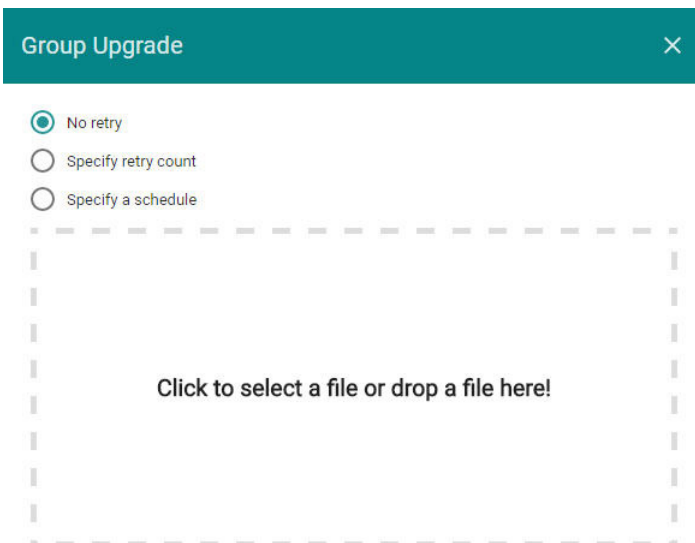 Group Upgrade
No retry
Specify retry count
Specify a schedule
Click to select a file or drop a file here!